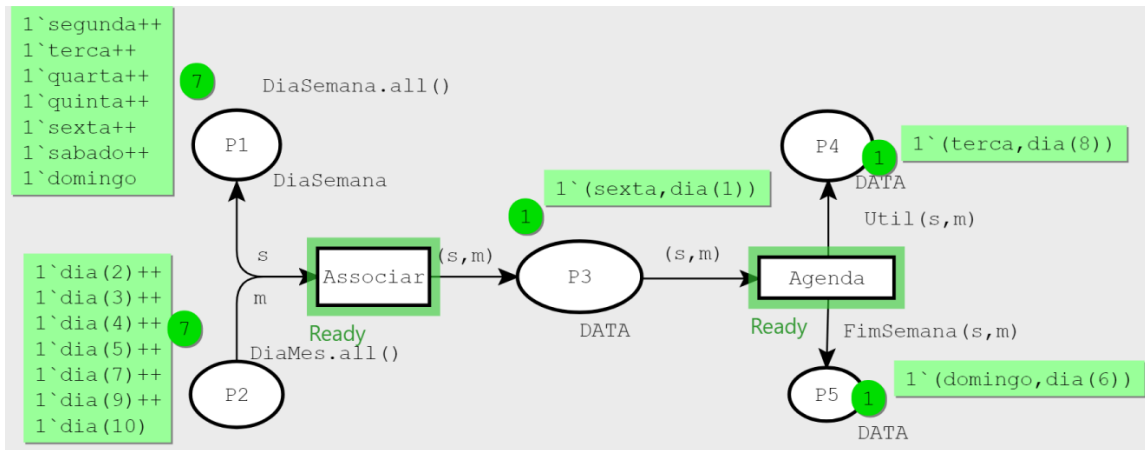 1`segunda++
1`terca++
1`quarta++
1`quinta++
1`sexta++
1`sabado++
1`domingo
7
DiaSemana.all()
P1
DiaSemana
s
m
1`dia(2)++
1`dia(3)++
1`dia(4)++
1`dia(5)++
1`dia(7)++
1`dia(9)++
1`dia(10)
7
DiaMes.all()
P2
Associar
Ready
(s,m)
1`(sexta,dia(1))
1
P3
DATA
(s,m)
Agenda
Ready
P4
1
1`(terca,dia(8))
DATA
Util(s,m)
FimSemana(s,m)
P5
1
1`(domingo,dia(6))
DATA